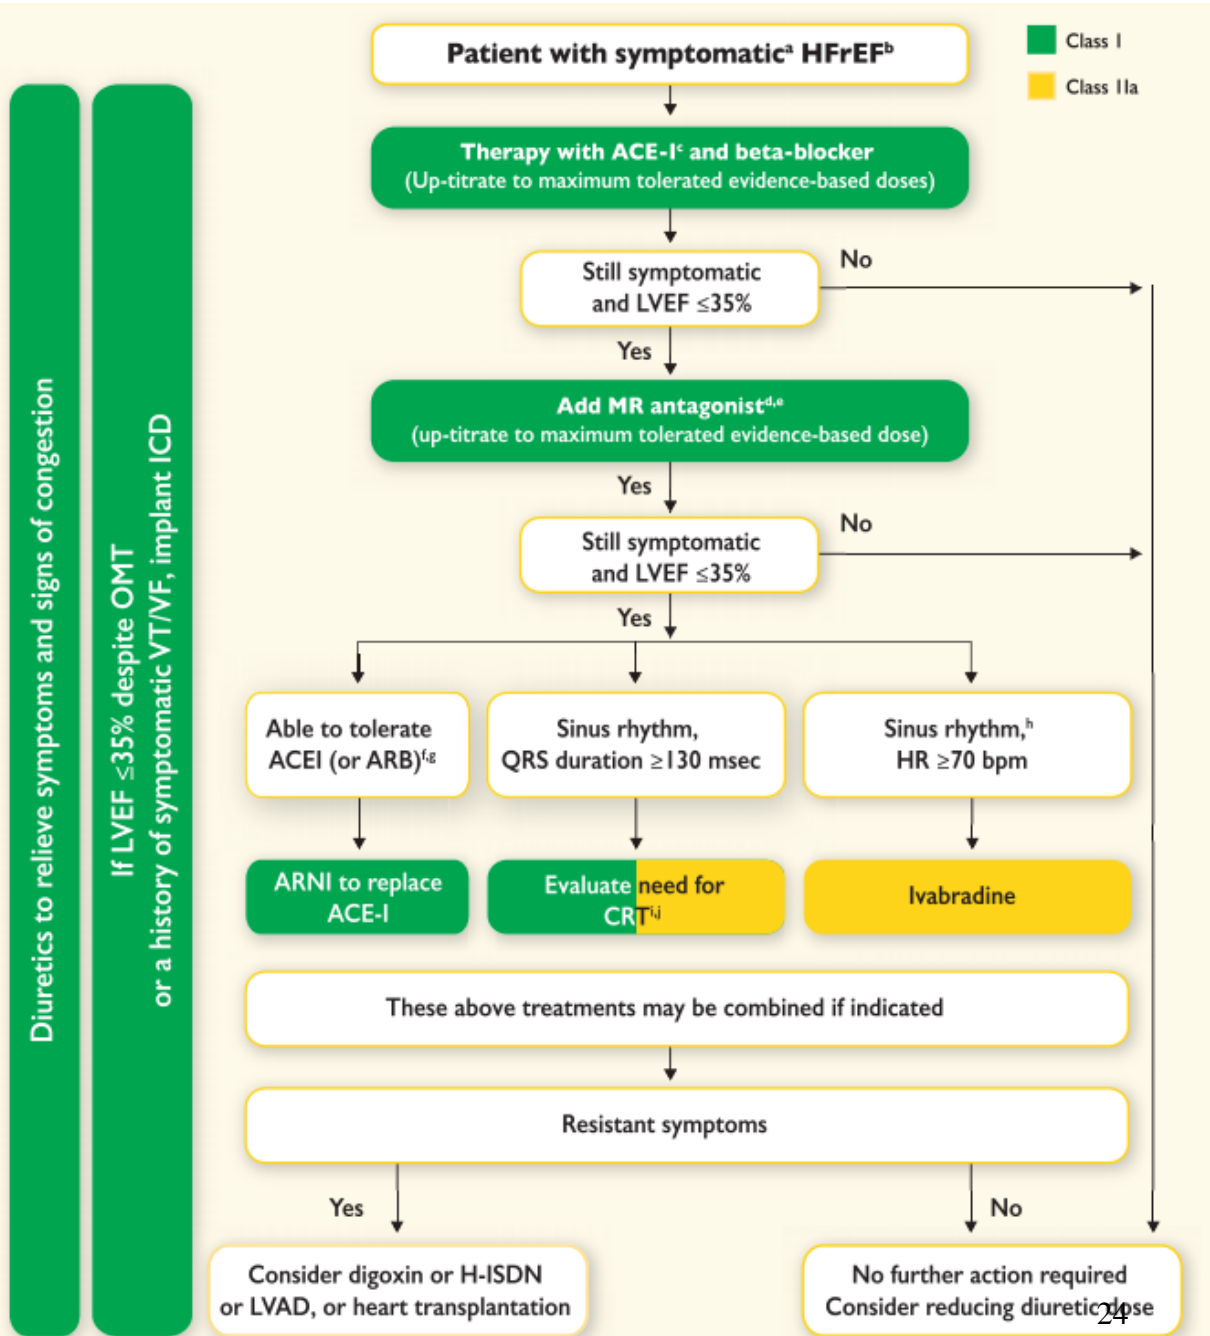 Patient with symptomaticᵃ HFrEFᵇ
Class I
Class IIa
Therapy with ACE-Iᶜ and beta-blocker
(Up-titrate to maximum tolerated evidence-based doses)
Still symptomatic
and LVEF ≤35%
No
Yes
Add MR antagonistᵈ,ᵉ
(up-titrate to maximum tolerated evidence-based dose)
Yes
Still symptomatic
and LVEF ≤35%
No
Yes
Able to tolerate
ACEI (or ARB)ᶠ,ᵍ
Sinus rhythm,
QRS duration ≥130 msec
Sinus rhythm,ʰ
HR ≥70 bpm
ARNI to replace
ACE-I
Evaluate need for
CRTⁱ,ʲ
Ivabradine
These above treatments may be combined if indicated
Resistant symptoms
Yes
No
Consider digoxin or H-ISDN
or LVAD, or heart transplantation
No further action required
Consider reducing diuretic dose
24
Diuretics to relieve symptoms and signs of congestion
If LVEF ≤35% despite OMT
or a history of symptomatic VT/VF, implant ICD